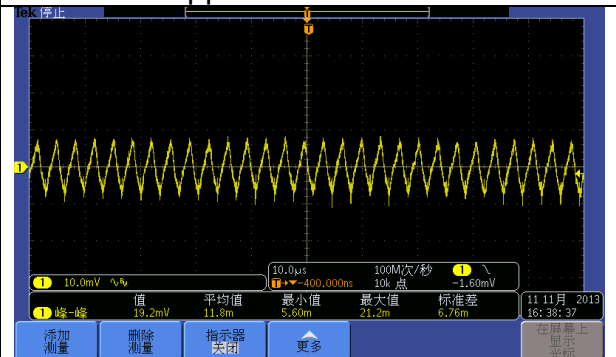 Tek 停止
T
T
1
10.0µs 100M次/秒 1
1 10.0mV T→▼-400.000ns 10k 点 -1.60mV
值 平均值 最小值 最大值 标准差
1 峰-峰 19.2mV 11.8m 5.60m 21.2m 6.76m
11 11月 2013
16:38:37
添加 测量
删除 测量
指示器 关闭
更多
在屏幕上 显示 光标